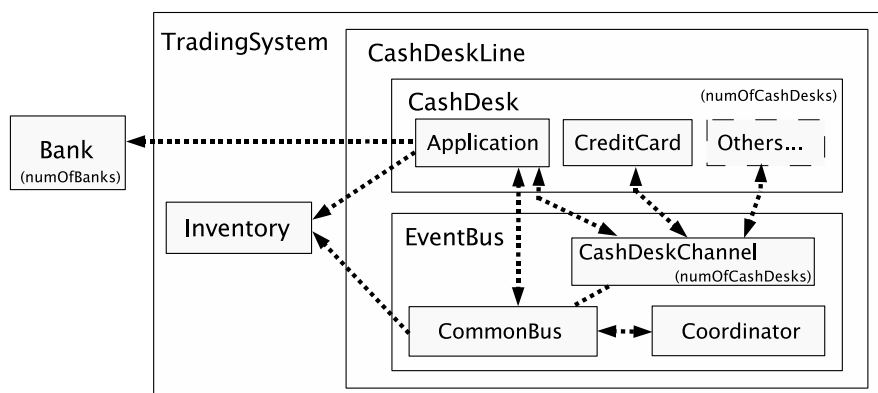 TradingSystem
CashDeskLine
CashDesk
(numOfCashDesks)
Application
CreditCard
Others...
Bank
(numOfBanks)
Inventory
EventBus
CashDeskChannel
(numOfCashDesks)
CommonBus
Coordinator